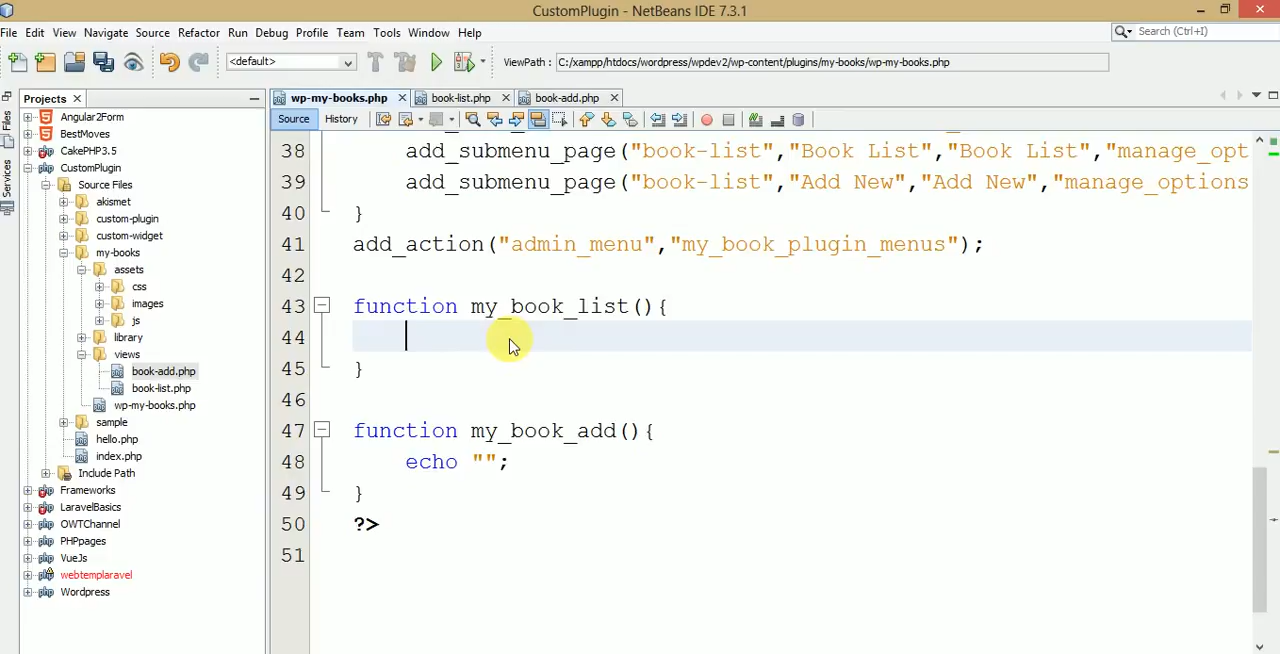 CustomPlugin - NetBeans IDE 7.3.1
File Edit View Navigate Source Refactor Run Debug Profile Team Tools Window Help
Search (Ctrl+I)
<default>
ViewPath : C:/xampp/htdocs/wordpress/wpdev2/wp-content/plugins/my-books/wp-my-books.php
Projects
wp-my-books.php
book-list.php
book-add.php
Source History
Files
Services
Angular2Form
BestMoves
CakePHP3.5
CustomPlugin
Source Files
akismet
custom-plugin
custom-widget
my-books
assets
css
images
js
library
views
book-add.php
book-list.php
wp-my-books.php
sample
hello.php
index.php
Include Path
Frameworks
LaravelBasics
OWTChannel
PHPpages
VueJs
webtemplaravel
Wordpress
38 add_submenu_page("book-list","Book List","Book List","manage_opt
39 add_submenu_page("book-list","Add New","Add New","manage_options
40 }
41 add_action("admin_menu","my_book_plugin_menus");
42
43 function my_book_list(){
44
45 }
46
47 function my_book_add(){
48 echo "";
49 }
50 ?>
51